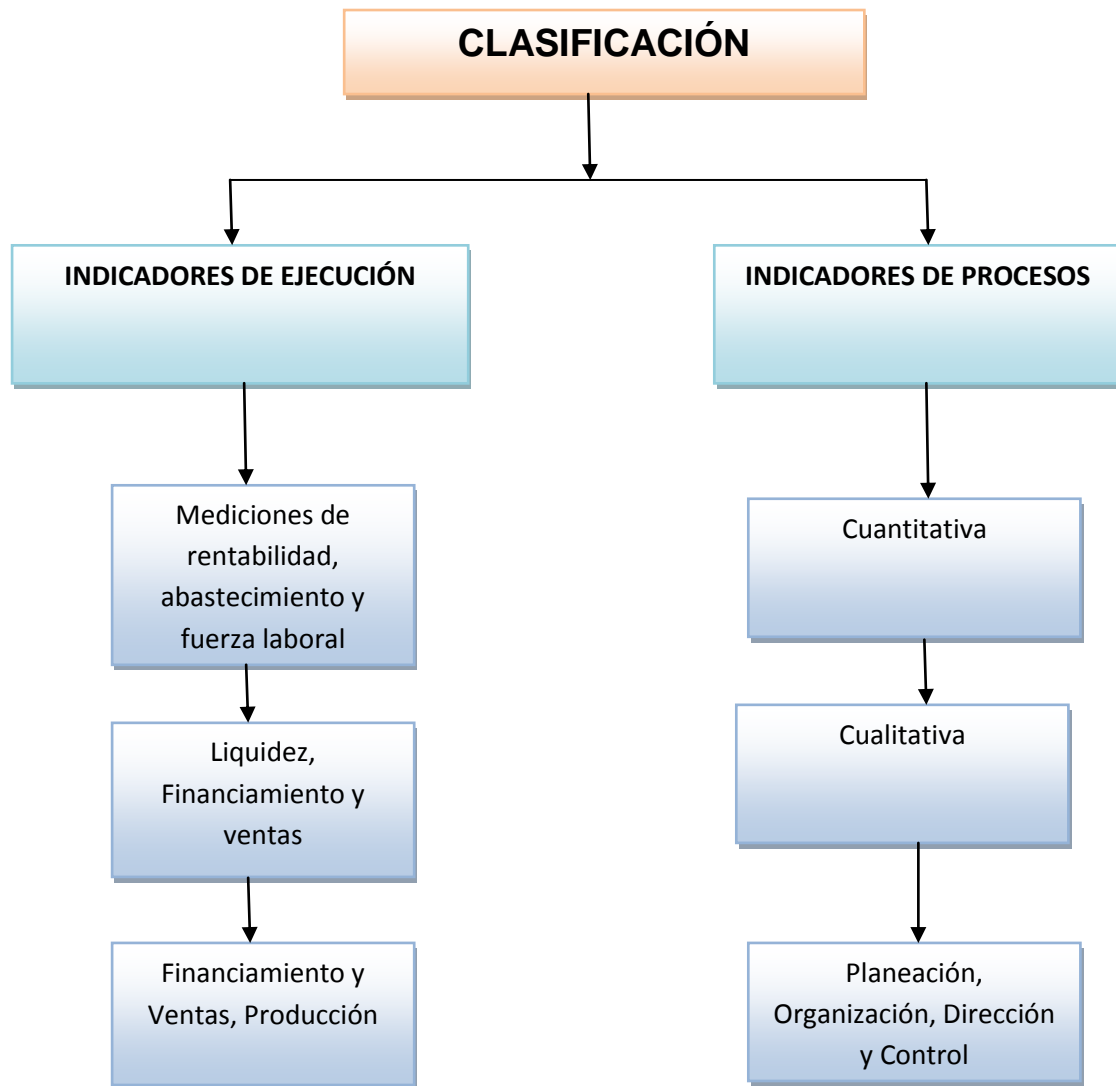 CLASIFICACIÓN
INDICADORES DE EJECUCIÓN
INDICADORES DE PROCESOS
Mediciones de
rentabilidad,
abastecimiento y
fuerza laboral
Liquidez,
Financiamiento y
ventas
Financiamiento y
Ventas, Producción
Cuantitativa
Cualitativa
Planeación,
Organización, Dirección
y Control